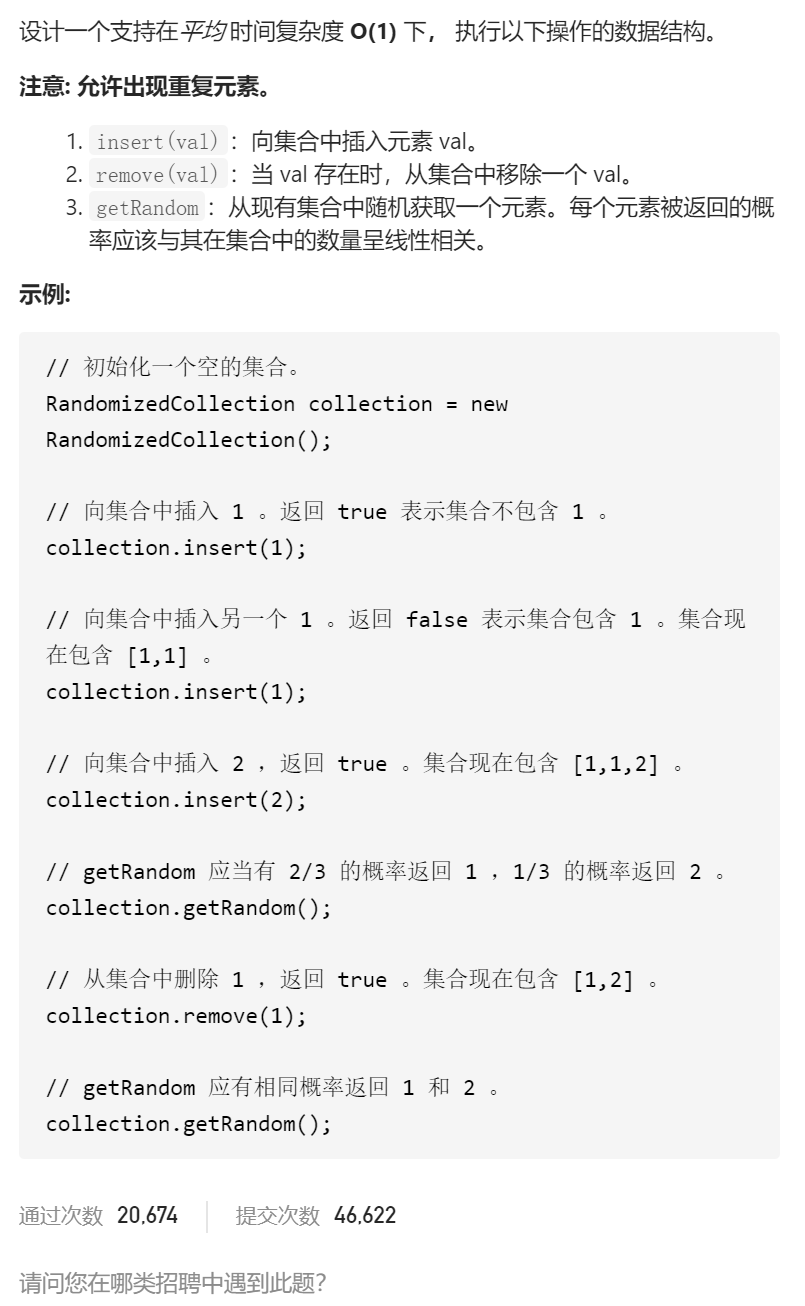 设计一个支持在平均 时间复杂度 O(1) 下， 执行以下操作的数据结构。
注意: 允许出现重复元素。
1. insert(val)：向集合中插入元素 val。
2. remove(val)：当 val 存在时，从集合中移除一个 val。
3. getRandom：从现有集合中随机获取一个元素。每个元素被返回的概
率应该与其在集合中的数量呈线性相关。
示例:
// 初始化一个空的集合。
RandomizedCollection collection = new
RandomizedCollection();
// 向集合中插入 1 。返回 true 表示集合不包含 1 。
collection.insert(1);
// 向集合中插入另一个 1 。返回 false 表示集合包含 1 。集合现
在包含 [1,1] 。
collection.insert(1);
// 向集合中插入 2 ，返回 true 。集合现在包含 [1,1,2] 。
collection.insert(2);
// getRandom 应当有 2/3 的概率返回 1 ，1/3 的概率返回 2 。
collection.getRandom();
// 从集合中删除 1 ，返回 true 。集合现在包含 [1,2] 。
collection.remove(1);
// getRandom 应有相同概率返回 1 和 2 。
collection.getRandom();
通过次数 20,674 提交次数 46,622
请问您在哪类招聘中遇到此题？